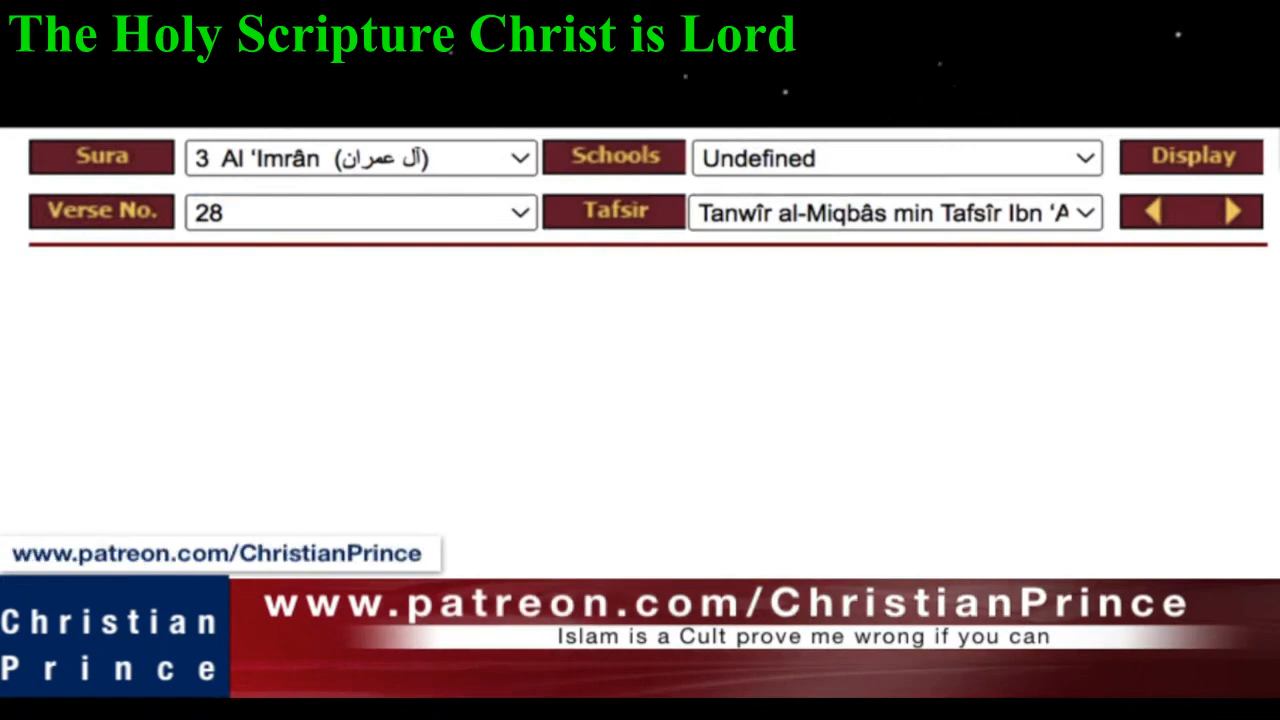 The Holy Scripture Christ is Lord
Sura 3 Al ‘Imrân (آل عمران) Schools Undefined Display
Verse No. 28 Tafsir Tanwîr al-Miqbâs min Tafsîr Ibn ‘A
www.patreon.com/ChristianPrince
Christian
Prince
www.patreon.com/ChristianPrince
Islam is a Cult prove me wrong if you can